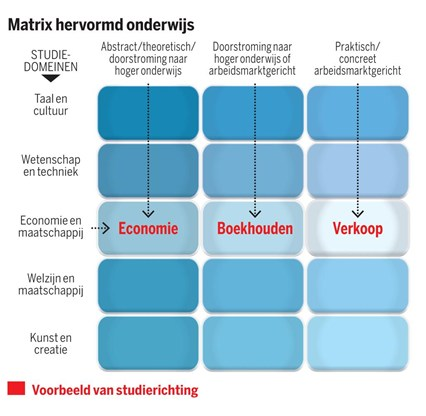 Matrix hervormd onderwijs
STUDIE-
DOMEINEN
Abstract/theoretisch/
doorstroming naar
hoger onderwijs
Doorstroming naar
hoger onderwijs of
arbeidsmarktgericht
Praktisch/
concreet
arbeidsmarktgericht
Taal en
cultuur
Wetenschap
en techniek
Economie en
maatschappij
Economie
Boekhouden
Verkoop
Welzijn en
maatschappij
Kunst en
creatie
Voorbeeld van studierichting